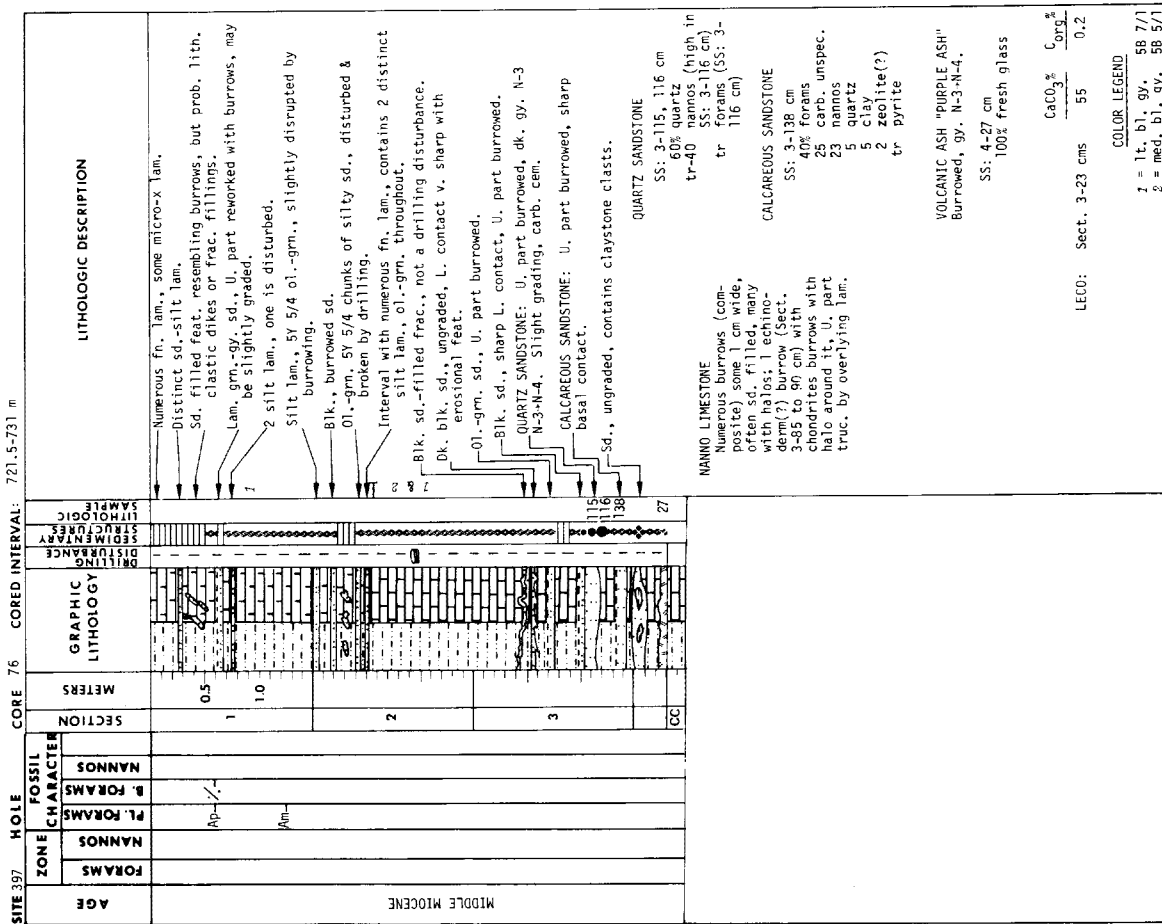 SITE 397 HOLE CORE 76 CORED INTERVAL: 721.5-731 m
AGE
ZONE
FORAMS
NANNOS
FOSSIL CHARACTER
PL. FORAMS
B. FORAMS
NANNOS
SECTION
METERS
GRAPHIC LITHOLOGY
DRILLING DISTURBANCE
SEDIMENTARY STRUCTURES
LITHOLOGIC SAMPLE
LITHOLOGIC DESCRIPTION
MIDDLE MIOCENE
Ap-
Am-
1
2
3
CC
0.5
1.0
1
1 & 2
115
116
138
27
Numerous fn. lam., some micro-x lam.
Distinct sd.-silt lam.
Sd. filled feat. resembling burrows, but prob. lith.
clastic dikes or frac. fillings.
Lam. grn.-gy. sd., U. part reworked with burrows, may
be slightly graded.
2 silt lam., one is disturbed.
Silt lam., 5Y 5/4 ol.-grn., slightly disrupted by
burrowing.
Blk., burrowed sd.
Ol.-grn. 5Y 5/4 chunks of silty sd., disturbed &
broken by drilling.
Interval with numerous fn. lam., contains 2 distinct
silt lam., ol.-grn. throughout.
Blk. sd.-filled frac., not a drilling disturbance.
Dk. blk. sd., ungraded, L. contact v. sharp with
erosional feat.
Ol.-grn. sd., U. part burrowed.
Blk. sd., sharp L. contact, U. part burrowed.
QUARTZ SANDSTONE: U. part burrowed, dk. gy. N-3
N-3→N-4. Slight grading, carb. cem.
CALCAREOUS SANDSTONE: U. part burrowed, sharp
basal contact.
Sd., ungraded, contains claystone clasts.
NANNO LIMESTONE
Numerous burrows (com-
posite) some 1 cm wide,
often sd. filled, many
with halos; 1 echino-
derm(?) burrow (Sect.
3-85 to 90 cm) with
chondrites burrows with
halo around it, U. part
trunc. by overlying lam.
QUARTZ SANDSTONE
SS: 3-115, 116 cm
60% quartz
tr-40 nannos (high in
SS: 3-116 cm)
tr forams (SS: 3-
116 cm)
CALCAREOUS SANDSTONE
SS: 3-138 cm
40% forams
25 carb. unspec.
23 nannos
5 quartz
5 clay
2 zeolite(?)
tr pyrite
VOLCANIC ASH "PURPLE ASH"
Burrowed, gy. N-3→N-4.
SS: 4-27 cm
100% fresh glass
CaCO3% Corg%
LECO: Sect. 3-23 cms 55 0.2
COLOR LEGEND
1 = lt. bl. gy. 5B 7/1
2 = med. bl. gy. 5B 5/1